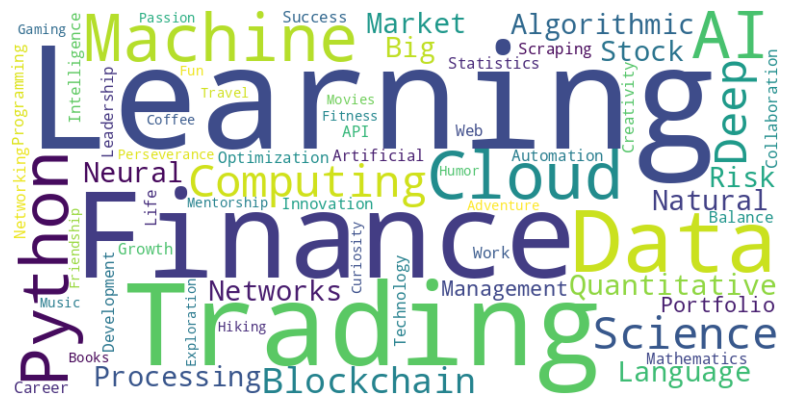 Gaming
Passion
Success
Market
Algorithmic
AI
Machine
Big
Scraping
Stock
Intelligence
Programming
Learning
Fun
Travel
Statistics
Leadership
Coffee
Movies
Fitness
API
Web
Creativity
Deep
Collaboration
Perseverance
Optimization
Artificial
Automation
Neural
Computing
Cloud
Humor
Risk
Networking
Python
Life
Mentorship
Innovation
Adventure
Natural
Balance
Finance
Data
Friendship
Growth
Curiosity
Work
Development
Exploration
Technology
Networks
Management
Quantitative
Music
Trading
Hiking
Portfolio
Science
Books
Mathematics
Career
Processing
Blockchain
Language